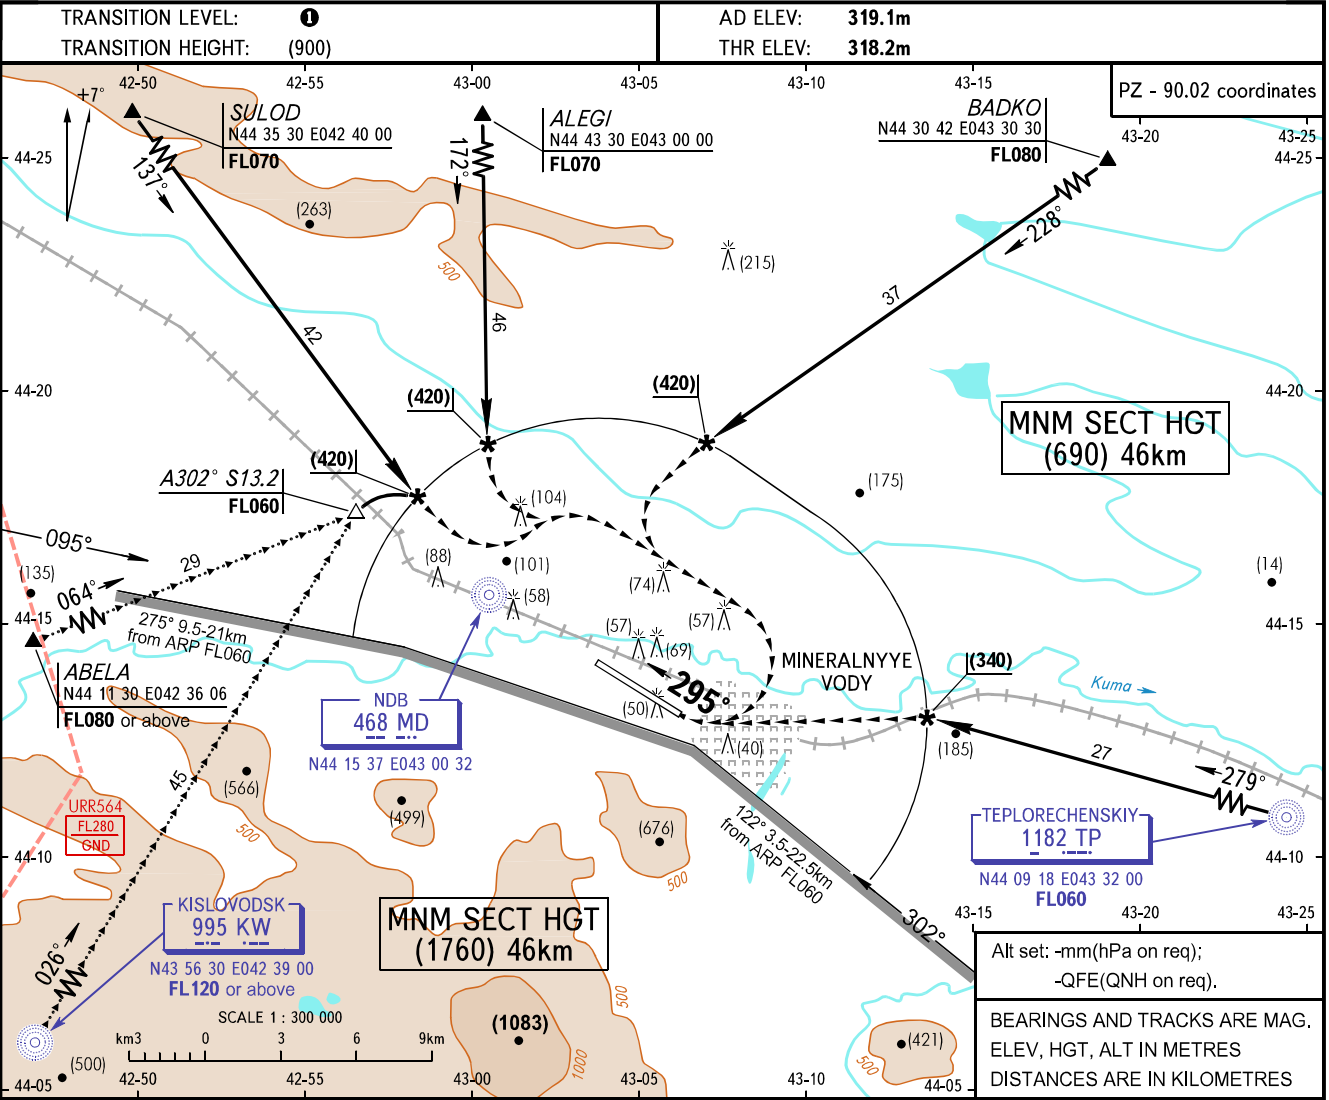 TRANSITION LEVEL: 1
TRANSITION HEIGHT: (900)
AD ELEV: 319.1m
THR ELEV: 318.2m
42-50 42-55 43-00 43-05 43-10 43-15
PZ - 90.02 coordinates
43-20 43-25
44-25 44-25
+7°
SULOD
N44 35 30 E042 40 00
FL070
137°
ALEGI
N44 43 30 E043 00 00
FL070
172°
BADKO
N44 30 42 E043 30 30
FL080
228°
(263)
(215)
500
37
46
42
44-20 44-20
(420)
(420)
(420)
MNM SECT HGT
(690) 46km
A302° S13.2
FL060
(104)
(175)
095°
29
(135)
064°
(88)
(101)
(58)
(74)
(14)
(57)
(57)
(69)
44-15 44-15
275° 9.5-21km
from ARP FL060
ABELA
N44 11 30 E042 36 06
FL080 or above
295°
MINERALNYYE
VODY
(340)
Kuma
(50)
(40)
(185)
NDB
468 MD
N44 15 37 E043 00 32
27
279°
45
(566)
(499)
(676)
500
500
URR564
FL280
GND
122° 3.5-22.5km
from ARP FL060
TEPLORECHENSKIY
1182 TP
N44 09 18 E043 32 00
FL060
44-10 44-10
KISLOVODSK
995 KW
N43 56 30 E042 39 00
FL120 or above
026°
MNM SECT HGT
(1760) 46km
302°
43-15 43-20 43-25
Alt set: -mm(hPa on req);
-QFE(QNH on req).
SCALE 1 : 300 000
km3 0 3 6 9km
500
(1083)
1000
(421)
500
(500)
BEARINGS AND TRACKS ARE MAG.
ELEV, HGT, ALT IN METRES
DISTANCES ARE IN KILOMETRES
44-05 42-50 42-55 43-00 43-05 43-10 44-05